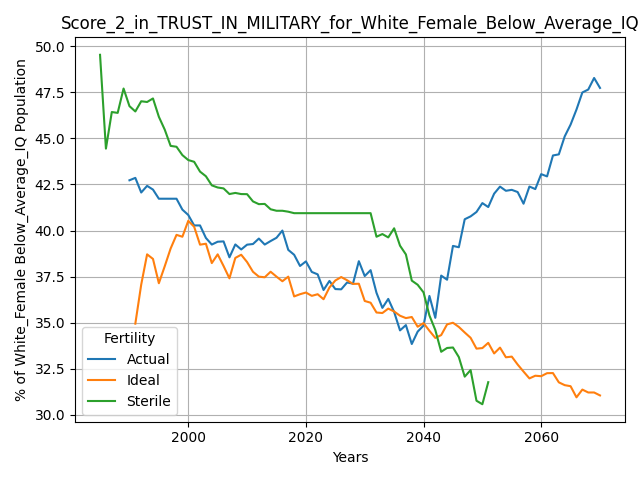 Score_2_in_TRUST_IN_MILITARY_for_White_Female_Below_Average_IQ
% of White_Female Below_Average_IQ Population
50.0
47.5
45.0
42.5
40.0
37.5
35.0
32.5
30.0
Fertility
Actual
Ideal
Sterile
2000
2020
2040
2060
Years